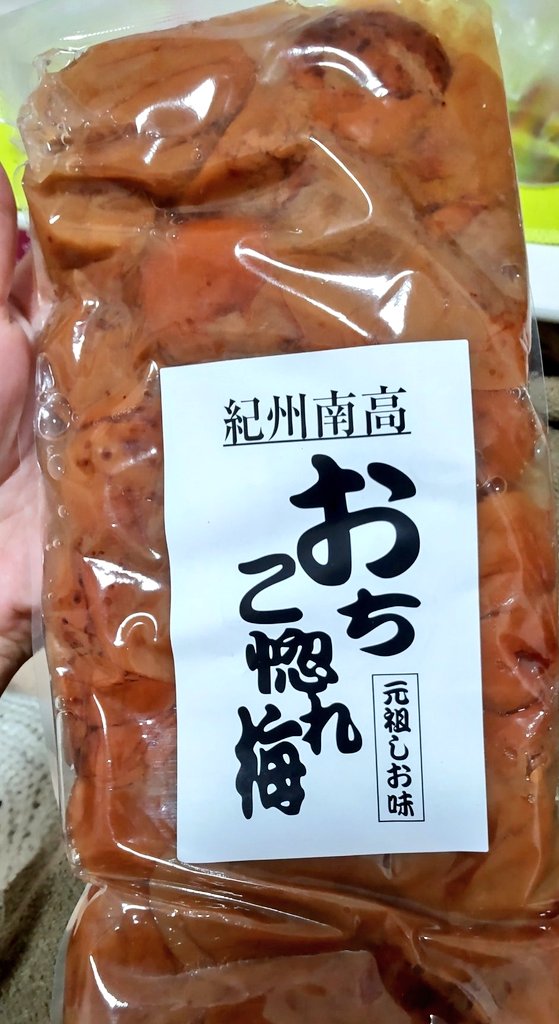 紀州南高
おち
こ惚れ
梅
元祖しお味